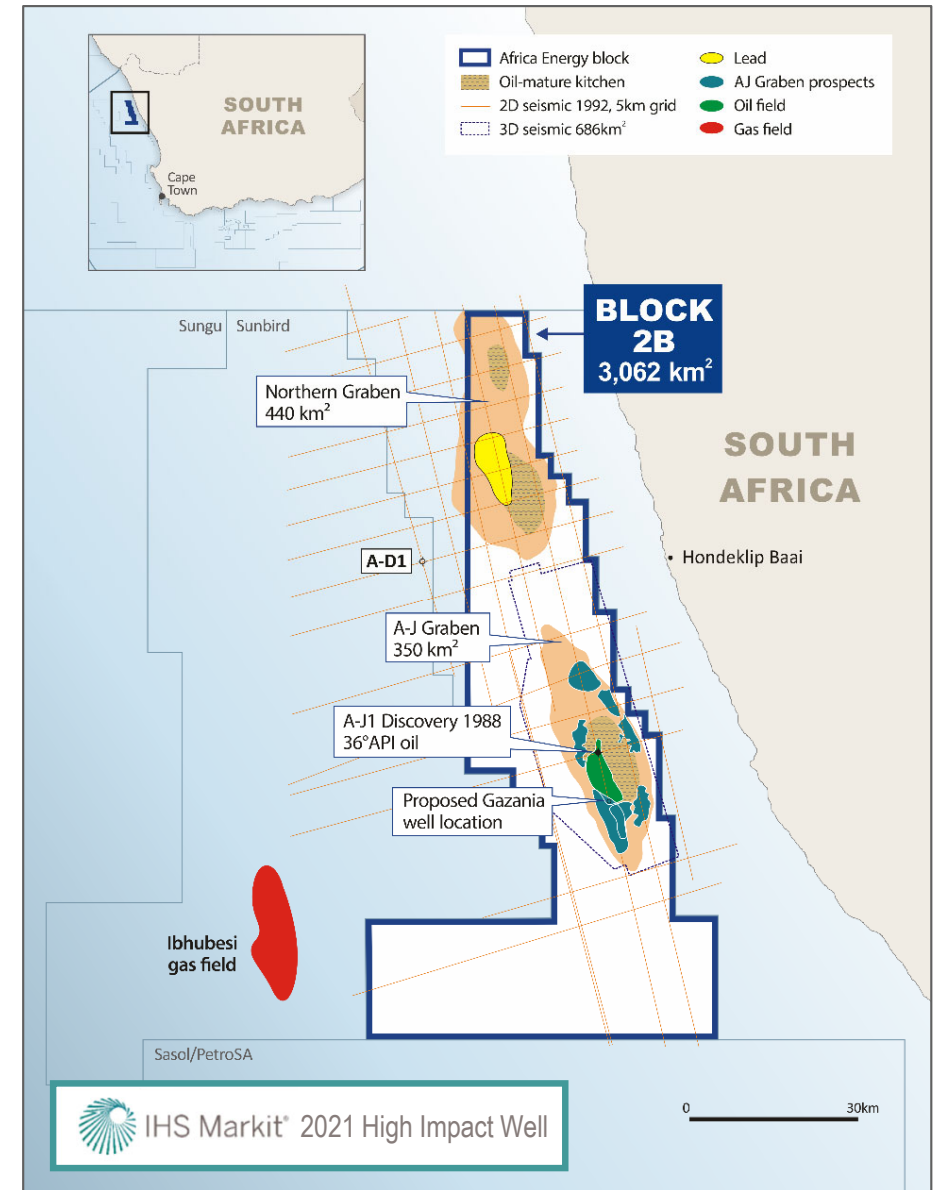 SOUTH
AFRICA
Cape
Town
Africa Energy block
Oil-mature kitchen
2D seismic 1992, 5km grid
3D seismic 686km²
Lead
AJ Graben prospects
Oil field
Gas field
Sungu
Sunbird
BLOCK
2B
3,062 km²
Northern Graben
440 km²
SOUTH
AFRICA
A-D1
Hondeklip Baai
A-J Graben
350 km²
A-J1 Discovery 1988
36°API oil
Proposed Gazania
well location
Ibhubesi
gas field
Sasol/PetroSA
IHS Markit® 2021 High Impact Well
0
30km